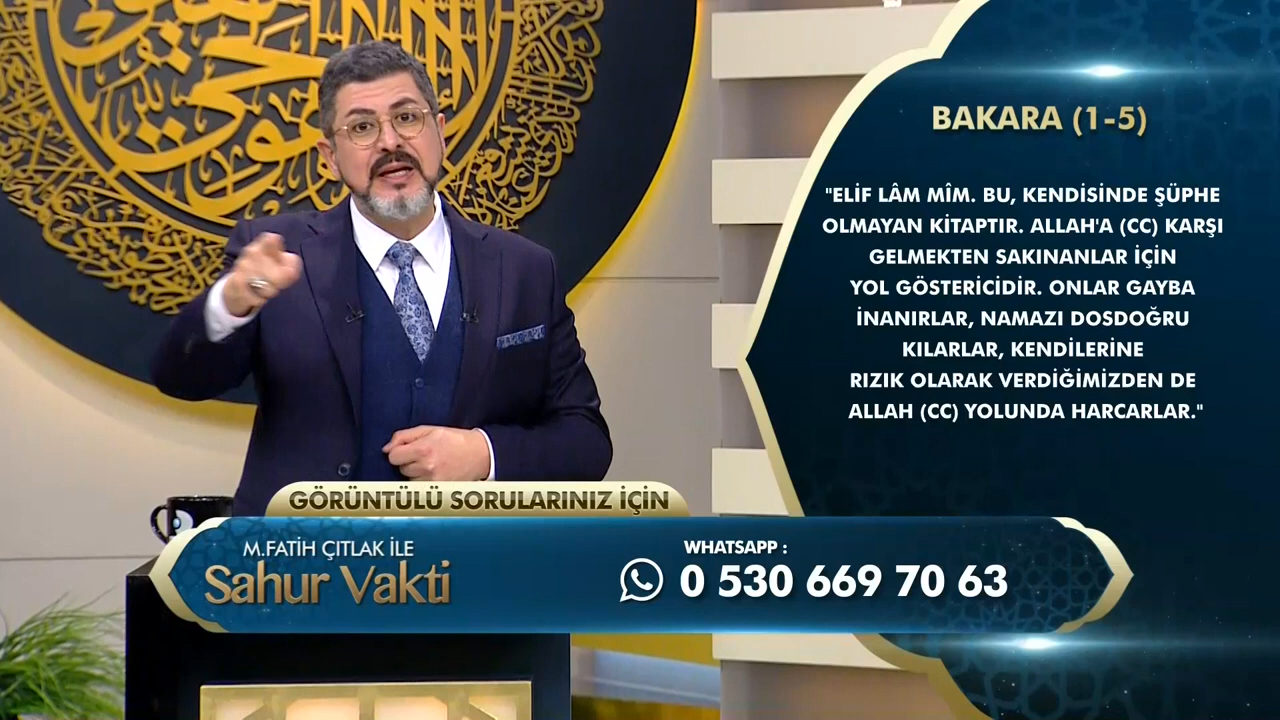 BAKARA (1-5)
"ELİF LÂM MÎM. BU, KENDİSİNDE ŞÜPHE
OLMAYAN KİTAPTIR. ALLAH'A (CC) KARŞI
GELMEKTEN SAKINANLAR İÇİN
YOL GÖSTERİCİDİR. ONLAR GAYBA
İNANIRLAR, NAMAZI DOSDOĞRU
KILARLAR, KENDİLERİNE
RIZIK OLARAK VERDİĞİMİZDEN DE
ALLAH (CC) YOLUNDA HARCARLAR."
GÖRÜNTÜLÜ SORULARINIZ İÇİN
M.FATİH ÇITLAK İLE
Sahur Vakti
WHATSAPP :
0 530 669 70 63